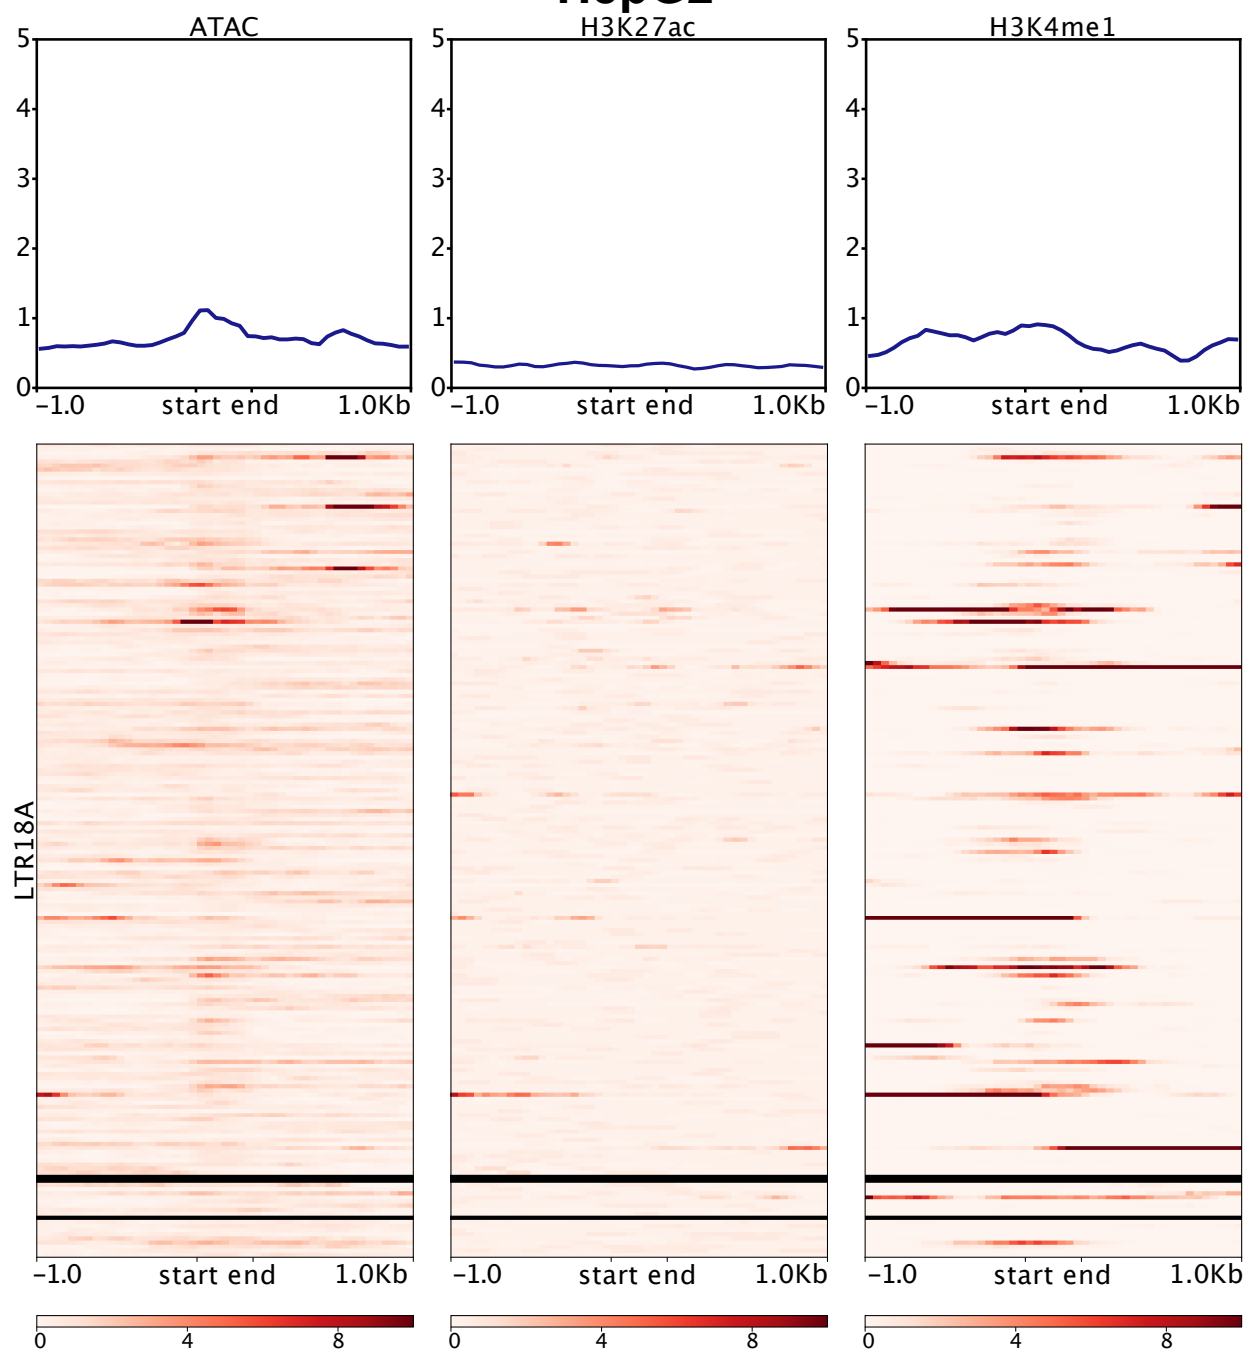 ATAC H3K27ac H3K4me1
5 5 5
4 4 4
3 3 3
2 2 2
1 1 1
0 0 0
−1.0 start end 1.0Kb −1.0 start end 1.0Kb −1.0 start end 1.0Kb
LTR18A
−1.0 start end 1.0Kb −1.0 start end 1.0Kb −1.0 start end 1.0Kb
0 4 8 0 4 8 0 4 8